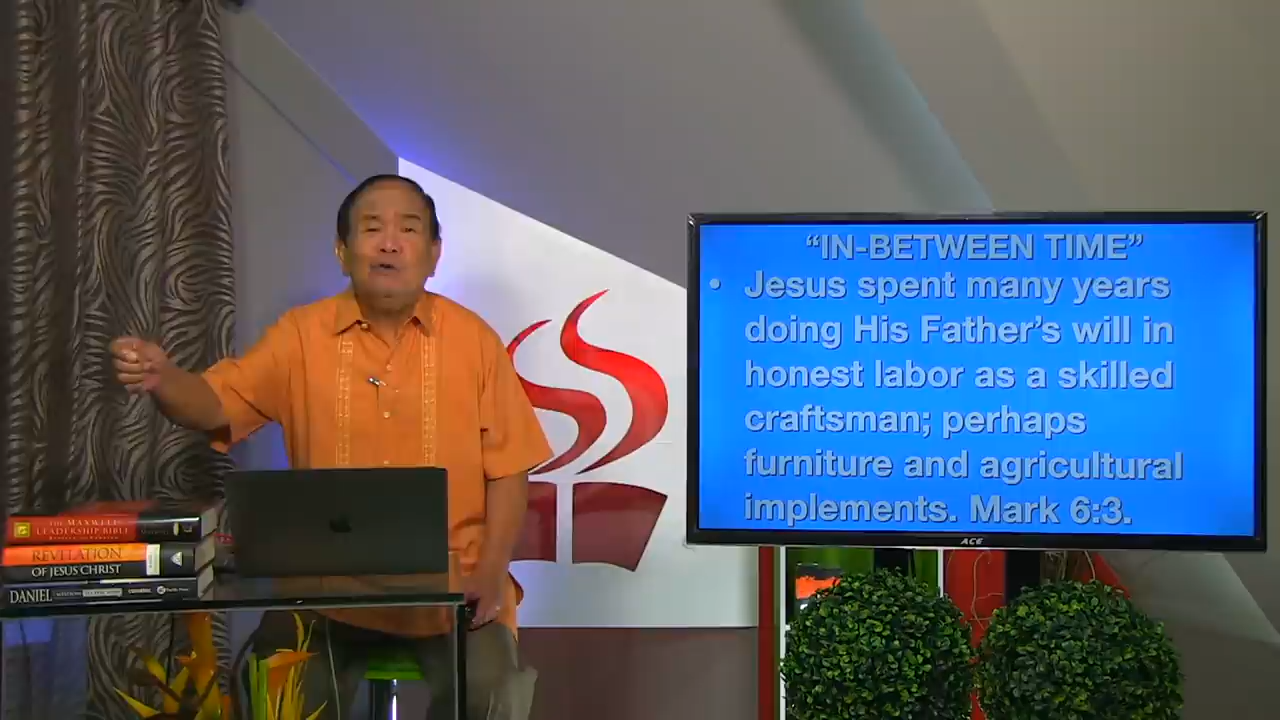 “IN-BETWEEN TIME”
• Jesus spent many years
doing His Father’s will in
honest labor as a skilled
craftsman; perhaps
furniture and agricultural
implements. Mark 6:3.
ACE
THE MAXWELL
LEADERSHIP BIBLE
REVELATION
OF JESUS CHRIST
DANIEL